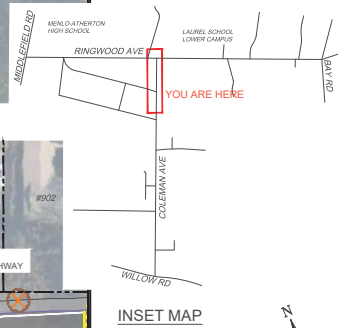 MENLO-ATHERTON
HIGH SCHOOL
LAUREL SCHOOL
LOWER CAMPUS
MIDDLEFIELD RD
RINGWOOD AVE
BAY RD
YOU ARE HERE
COLEMAN AVE
#902
HWAY
WILLOW RD
INSET MAP
N